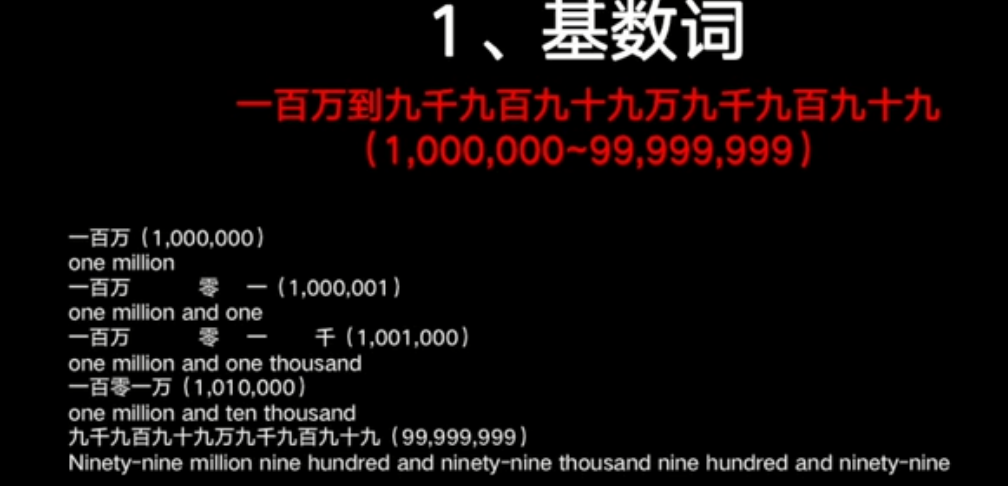 1、基数词
一百万到九千九百九十九万九千九百九十九
（1,000,000~99,999,999）
一百万（1,000,000）
one million
一百万 零 一（1,000,001）
one million and one
一百万 零 一 千（1,001,000）
one million and one thousand
一百零一万（1,010,000）
one million and ten thousand
九千九百九十九万九千九百九十九（99,999,999）
Ninety-nine million nine hundred and ninety-nine thousand nine hundred and ninety-nine